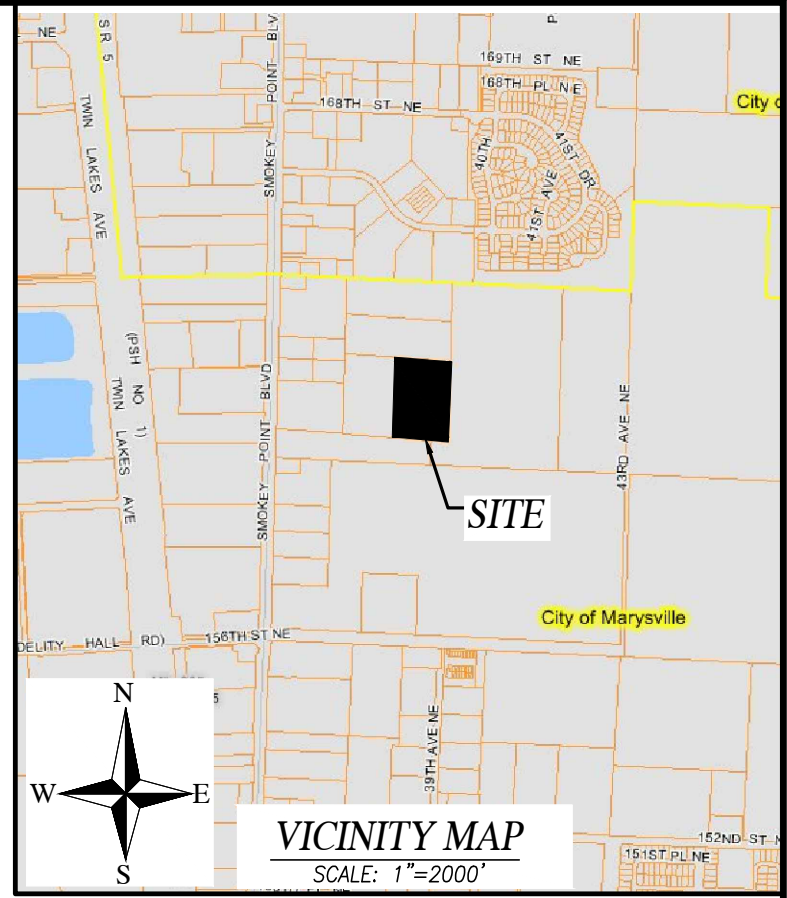 NE
SR 5
SMOKEY POINT BLV
169TH ST NE
168TH PL NE
City
168TH ST NE
TWIN LAKES AVE
40TH
41ST DR
41ST AVE
(PSH NO 1)
TWIN LAKES AVE
SMOKEY POINT BLVD
43RD AVE NE
SITE
City of Marysville
DELITY HALL RD)
156TH ST NE
5
39TH AVE NE
N
W
E
S
VICINITY MAP
SCALE: 1"=2000'
152ND ST
151ST PL NE